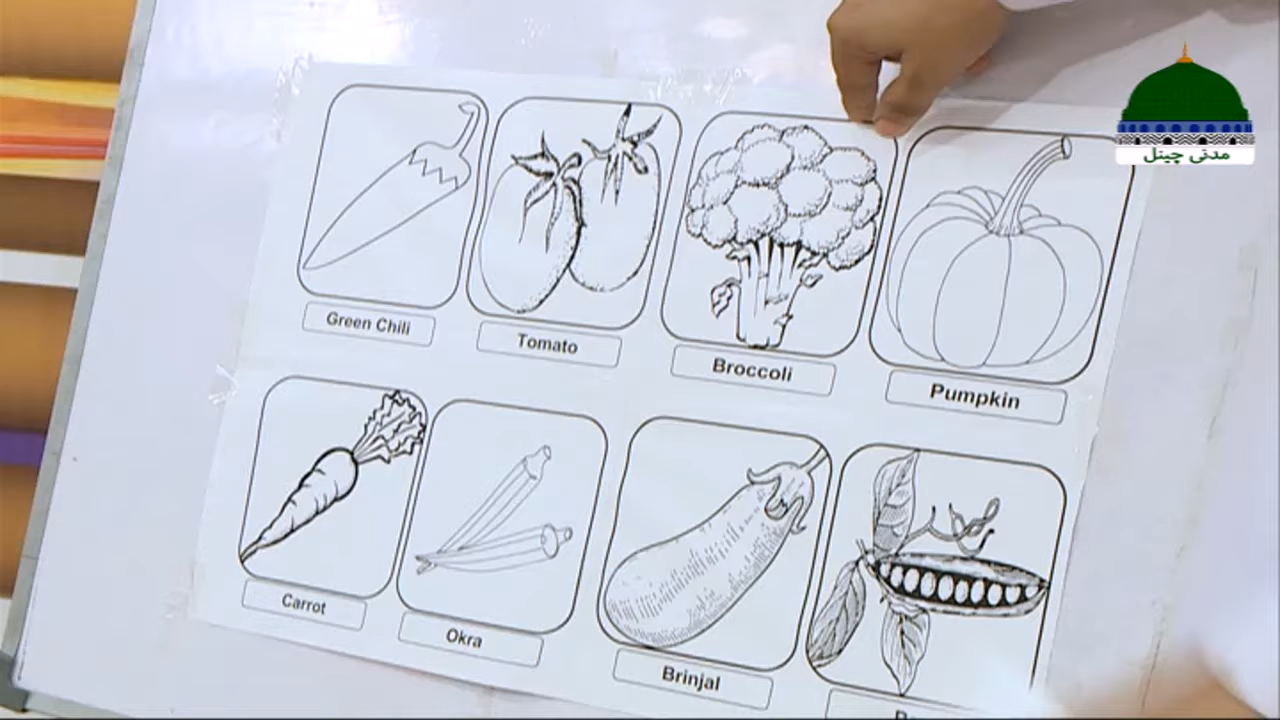 مدنی چینل
Green Chili
Tomato
Broccoli
Pumpkin
Carrot
Okra
Brinjal